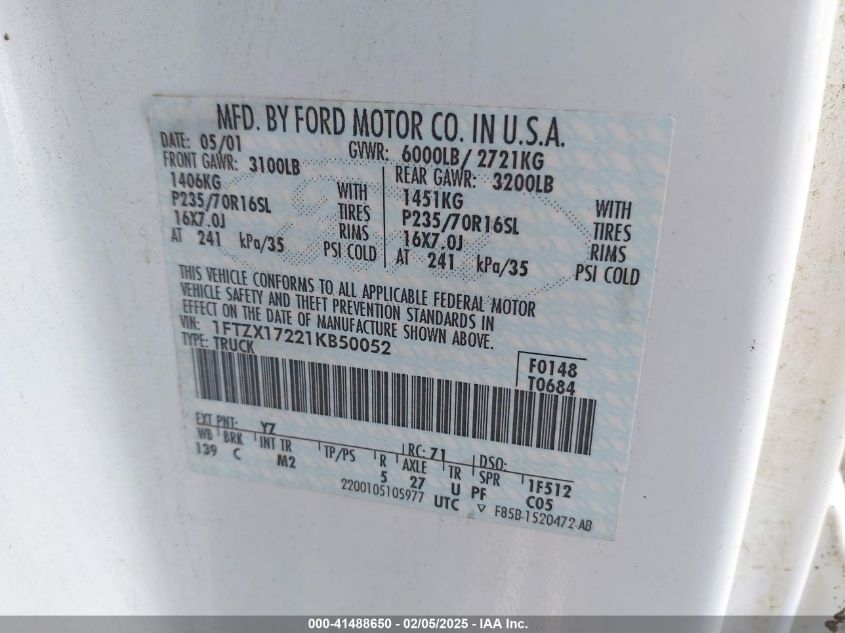 MFD. BY FORD MOTOR CO. IN U.S.A.
DATE: 05/01 GVWR: 6000LB/ 2721KG
FRONT GAWR: 3100LB REAR GAWR: 3200LB
1406KG WITH 1451KG WITH
P235/70R16SL TIRES P235/70R16SL TIRES
16X7.0J RIMS 16X7.0J RIMS
AT 241 kPa/35 PSI COLD AT 241 kPa/35 PSI COLD
THIS VEHICLE CONFORMS TO ALL APPLICABLE FEDERAL MOTOR
VEHICLE SAFETY AND THEFT PREVENTION STANDARDS IN
EFFECT ON THE DATE OF MANUFACTURE SHOWN ABOVE.
VIN: 1FTZX17221KB50052
TYPE: TRUCK
F0148
T0684
EXT PNT: YZ RC: 71 DSO:
WB BRK INT TR TP/PS R AXLE TR SPR 1F512
139 C M2 5 27 U PF C05
2200105105977 UTC ▽ F85B-1520472-AB
000-41488650 - 02/05/2025 - IAA Inc.